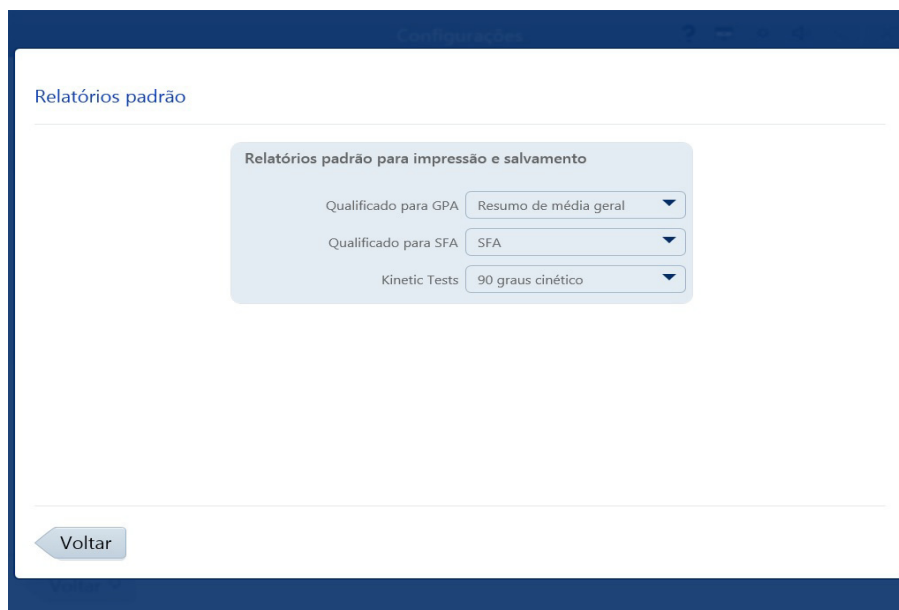 Configurações
Relatórios padrão
Relatórios padrão para impressão e salvamento
Qualificado para GPA Resumo de média geral
Qualificado para SFA SFA
Kinetic Tests 90 graus cinético
Voltar
Voltar